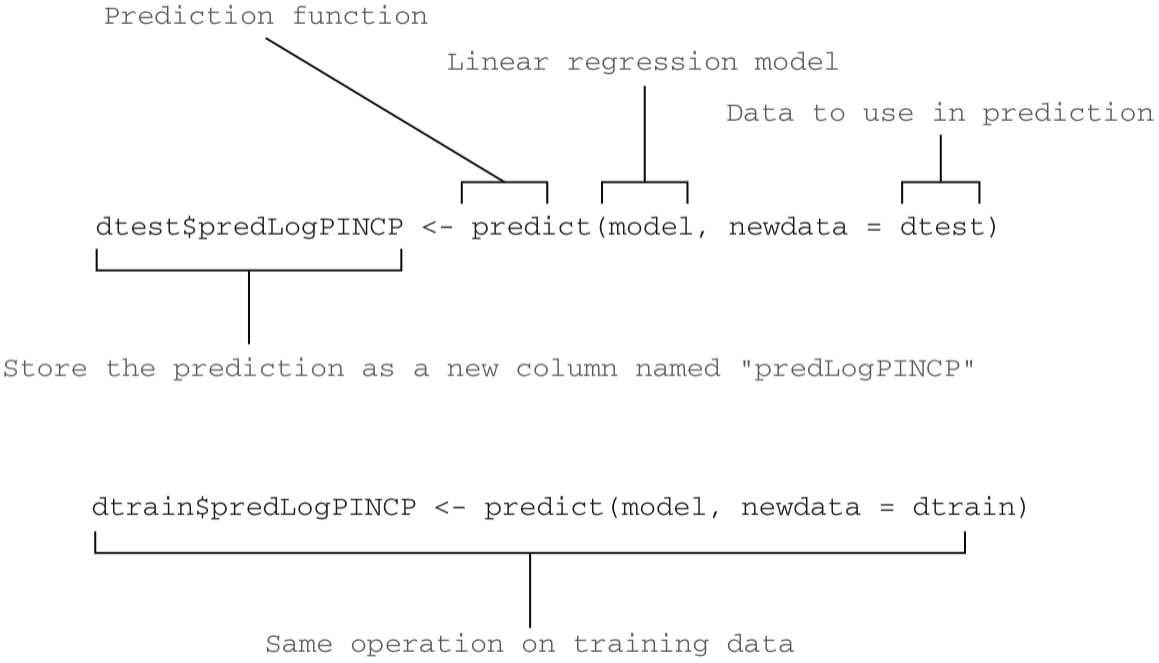 Prediction function
Linear regression model
Data to use in prediction
dtest$predLogPINCP <- predict(model, newdata = dtest)
Store the prediction as a new column named "predLogPINCP"
dtrain$predLogPINCP <- predict(model, newdata = dtrain)
Same operation on training data